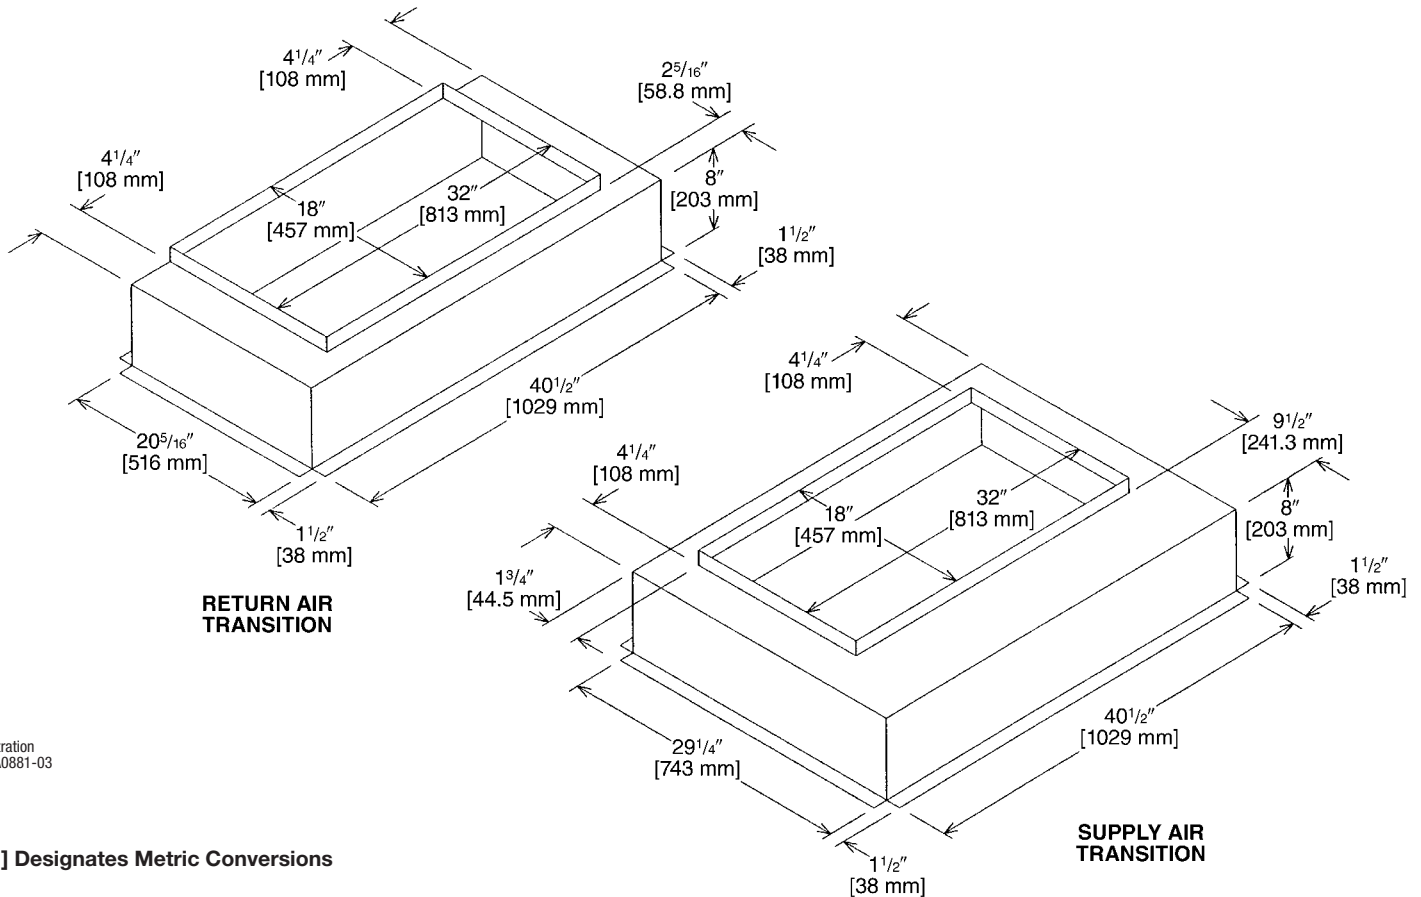 4 1/4"
[108 mm]
2 5/16"
[58.8 mm]
4 1/4"
[108 mm]
8"
[203 mm]
32"
[813 mm]
18"
[457 mm]
1 1/2"
[38 mm]
40 1/2"
[1029 mm]
20 5/16"
[516 mm]
1 1/2"
[38 mm]
RETURN AIR
TRANSITION
4 1/4"
[108 mm]
9 1/2"
[241.3 mm]
4 1/4"
[108 mm]
32"
[813 mm]
18"
[457 mm]
8"
[203 mm]
1 1/2"
[38 mm]
1 3/4"
[44.5 mm]
40 1/2"
[1029 mm]
29 1/4"
[743 mm]
1 1/2"
[38 mm]
SUPPLY AIR
TRANSITION
tration
A0881-03
] Designates Metric Conversions